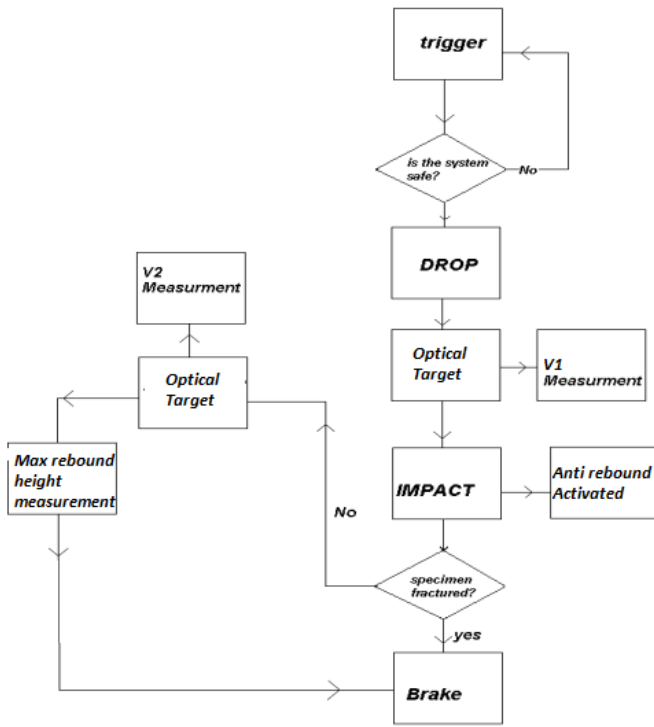 trigger
is the system
safe?
No
DROP
V2
Measurment
Optical
Target
Optical
Target
V1
Measurment
Max rebound
height
measurement
IMPACT
Anti rebound
Activated
No
specimen
fractured?
yes
Brake